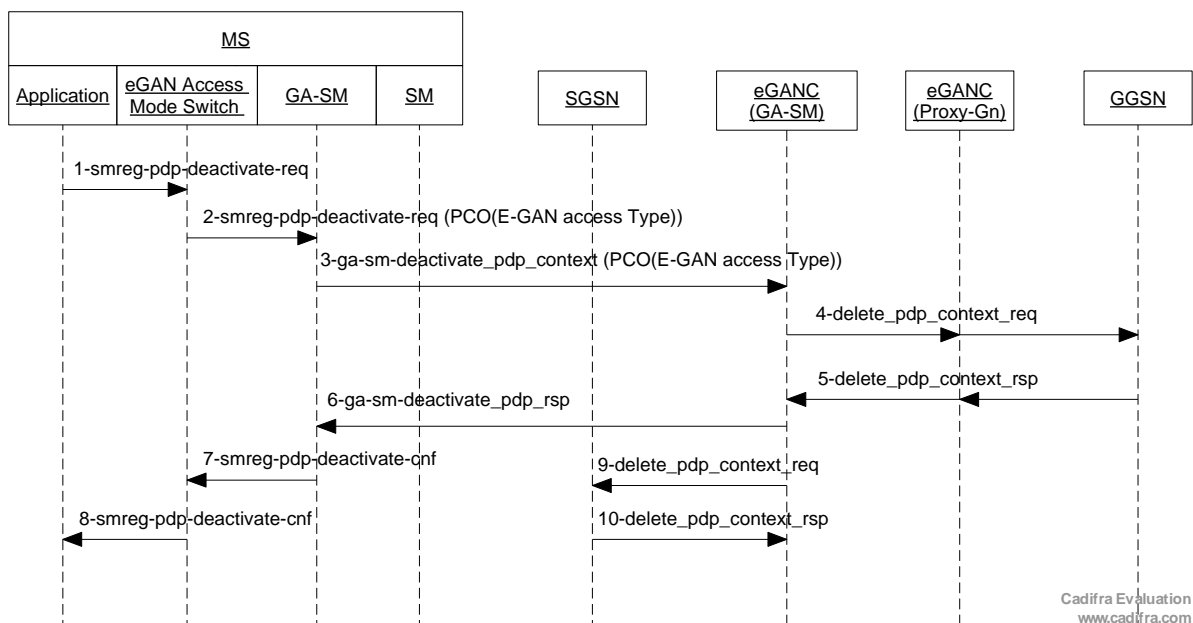 MS
Application
eGAN Access
Mode Switch
GA-SM
SM
SGSN
eGANC
(GA-SM)
eGANC
(Proxy-Gn)
GGSN
1-smreg-pdp-deactivate-req
2-smreg-pdp-deactivate-req (PCO(E-GAN access Type))
3-ga-sm-deactivate_pdp_context (PCO(E-GAN access Type))
4-delete_pdp_context_req
5-delete_pdp_context_rsp
6-ga-sm-deactivate_pdp_rsp
7-smreg-pdp-deactivate-cnf
9-delete_pdp_context_req
8-smreg-pdp-deactivate-cnf
10-delete_pdp_context_rsp
Cadifra Evaluation
www.cadifra.com